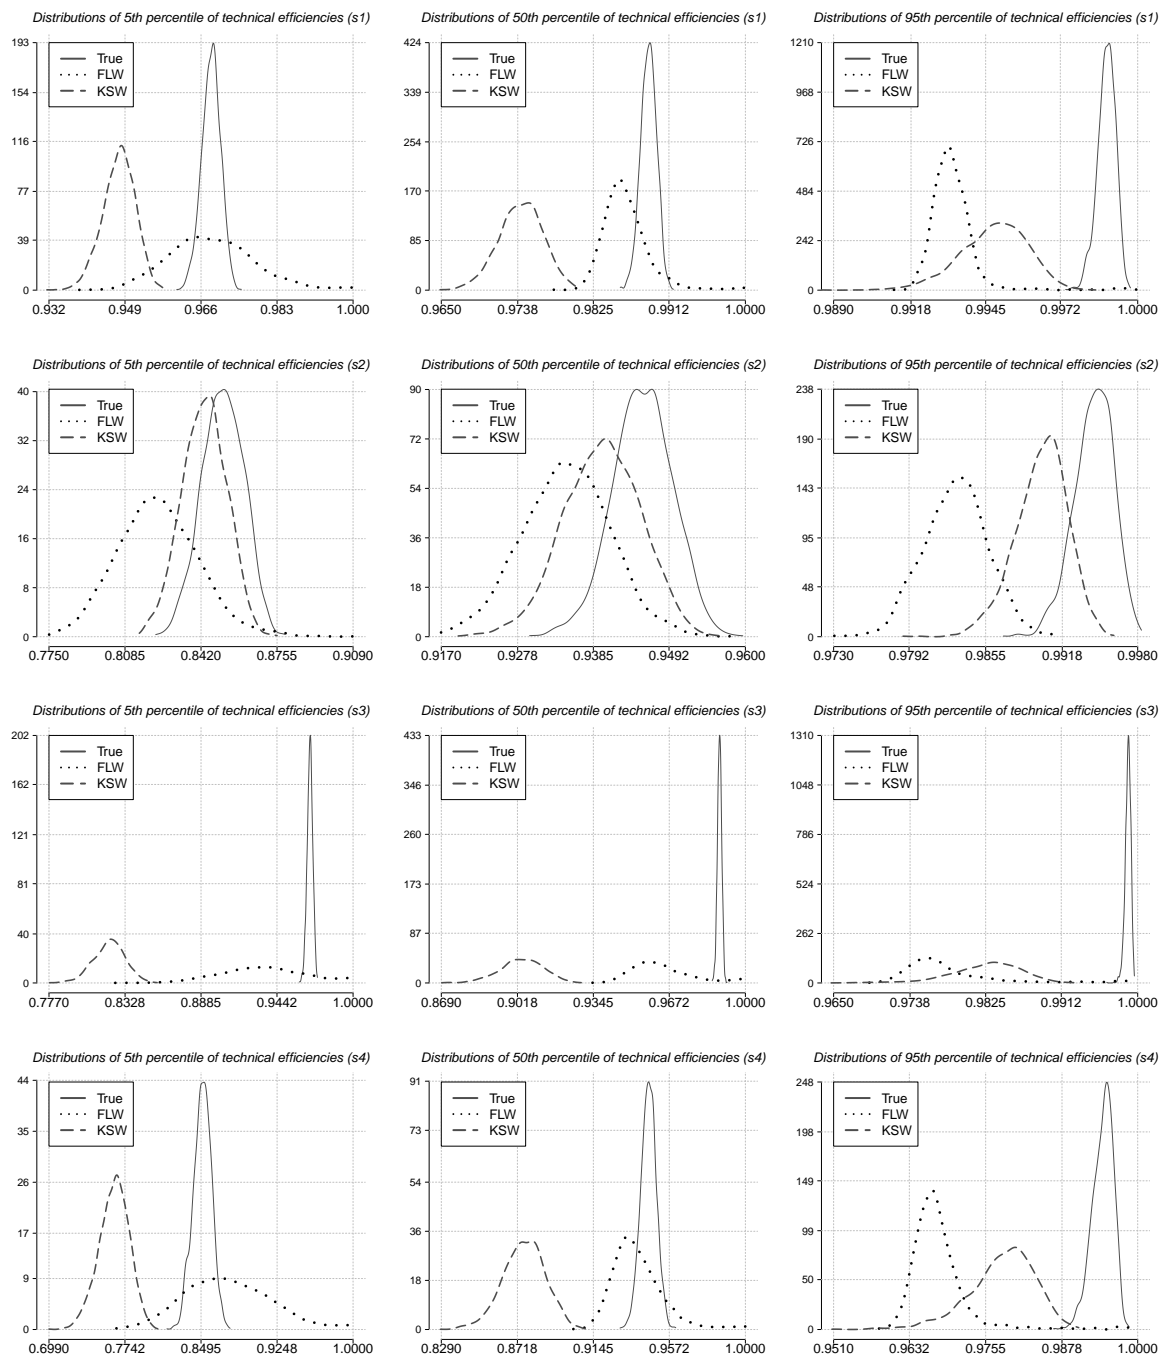 Distributions of 5th percentile of technical efficiencies (s1)
193
154
116
77
39
0
True
FLW
KSW
0.932 0.949 0.966 0.983 1.000
Distributions of 50th percentile of technical efficiencies (s1)
424
339
254
170
85
0
True
FLW
KSW
0.9650 0.9738 0.9825 0.9912 1.0000
Distributions of 95th percentile of technical efficiencies (s1)
1210
968
726
484
242
0
True
FLW
KSW
0.9890 0.9918 0.9945 0.9972 1.0000
Distributions of 5th percentile of technical efficiencies (s2)
40
32
24
16
8
0
True
FLW
KSW
0.7750 0.8085 0.8420 0.8755 0.9090
Distributions of 50th percentile of technical efficiencies (s2)
90
72
54
36
18
0
True
FLW
KSW
0.9170 0.9278 0.9385 0.9492 0.9600
Distributions of 95th percentile of technical efficiencies (s2)
238
190
143
95
48
0
True
FLW
KSW
0.9730 0.9792 0.9855 0.9918 0.9980
Distributions of 5th percentile of technical efficiencies (s3)
202
162
121
81
40
0
True
FLW
KSW
0.7770 0.8328 0.8885 0.9442 1.0000
Distributions of 50th percentile of technical efficiencies (s3)
433
346
260
173
87
0
True
FLW
KSW
0.8690 0.9018 0.9345 0.9672 1.0000
Distributions of 95th percentile of technical efficiencies (s3)
1310
1048
786
524
262
0
True
FLW
KSW
0.9650 0.9738 0.9825 0.9912 1.0000
Distributions of 5th percentile of technical efficiencies (s4)
44
35
26
17
9
0
True
FLW
KSW
0.6990 0.7742 0.8495 0.9248 1.0000
Distributions of 50th percentile of technical efficiencies (s4)
91
73
54
36
18
0
True
FLW
KSW
0.8290 0.8718 0.9145 0.9572 1.0000
Distributions of 95th percentile of technical efficiencies (s4)
248
198
149
99
50
0
True
FLW
KSW
0.9510 0.9632 0.9755 0.9878 1.0000